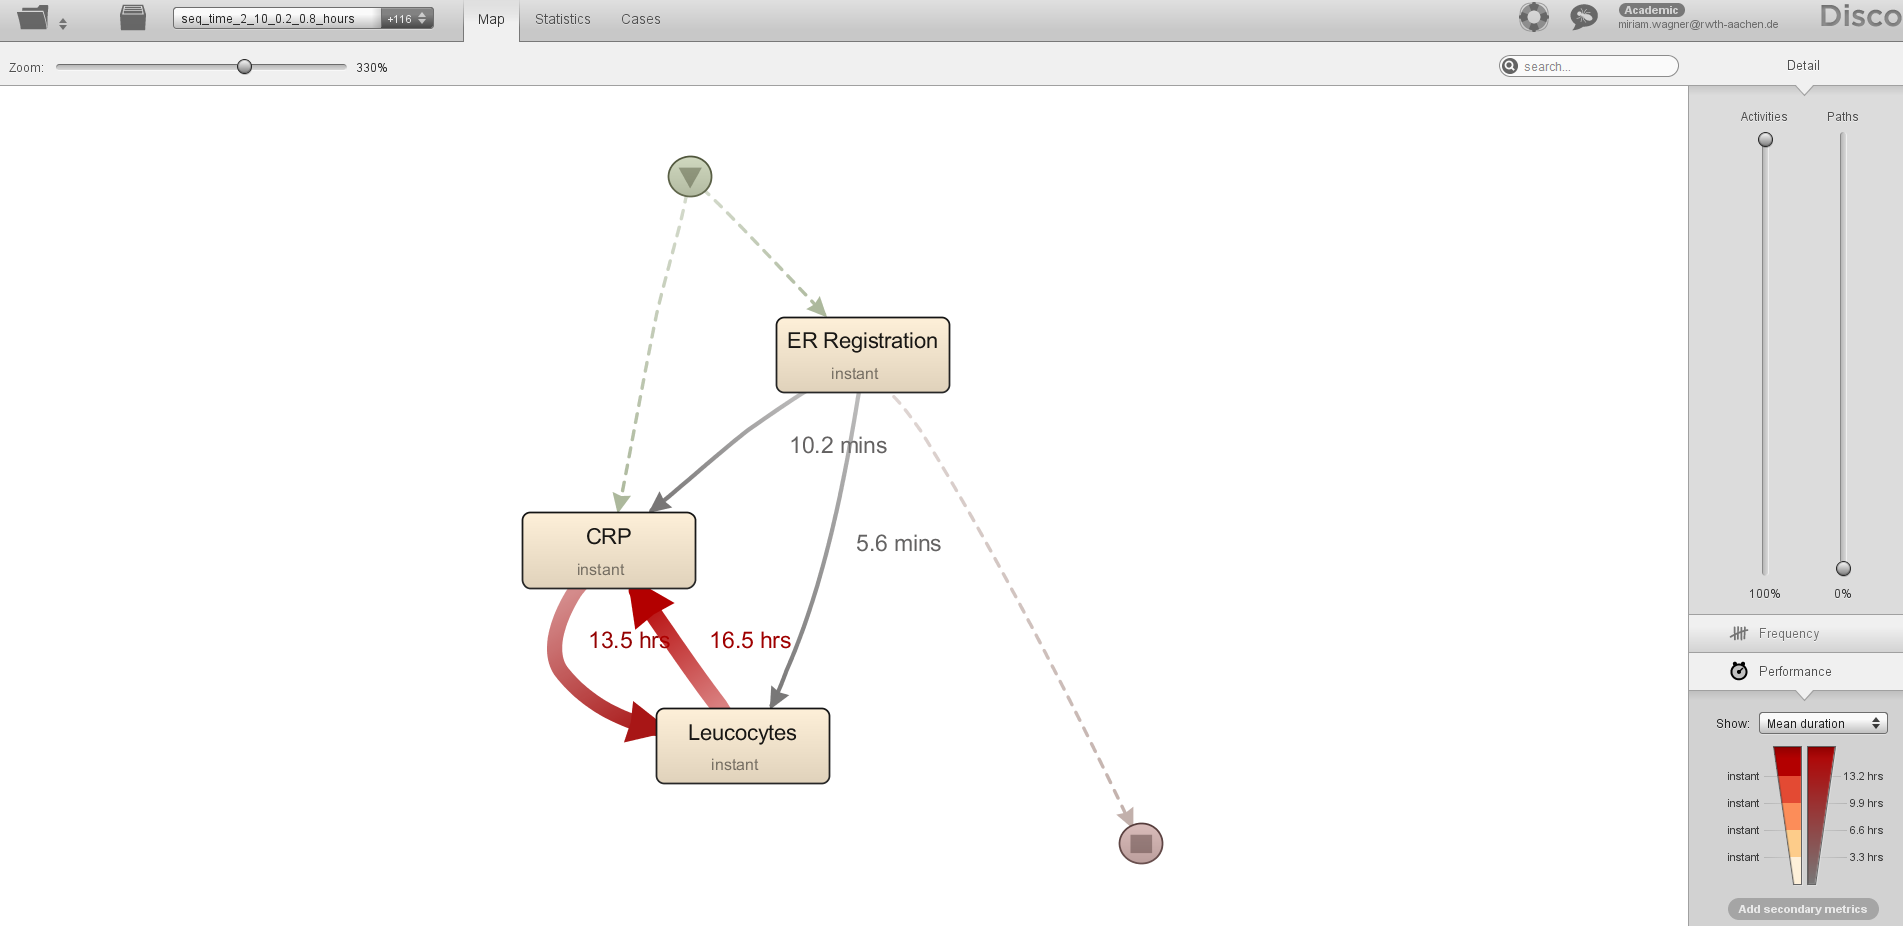 seq_time_2_10_0.2_0.8_hours +116
Map Statistics Cases
Academic
miriam.wagner@rwth-aachen.de
Disco
Zoom: 330%
search...
Detail
Activities Paths
ER Registration
instant
10.2 mins
CRP
instant
5.6 mins
13.5 hrs 16.5 hrs
Leucocytes
instant
100% 0%
Frequency
Performance
Show: Mean duration
instant 13.2 hrs
instant 9.9 hrs
instant 6.6 hrs
instant 3.3 hrs
Add secondary metrics